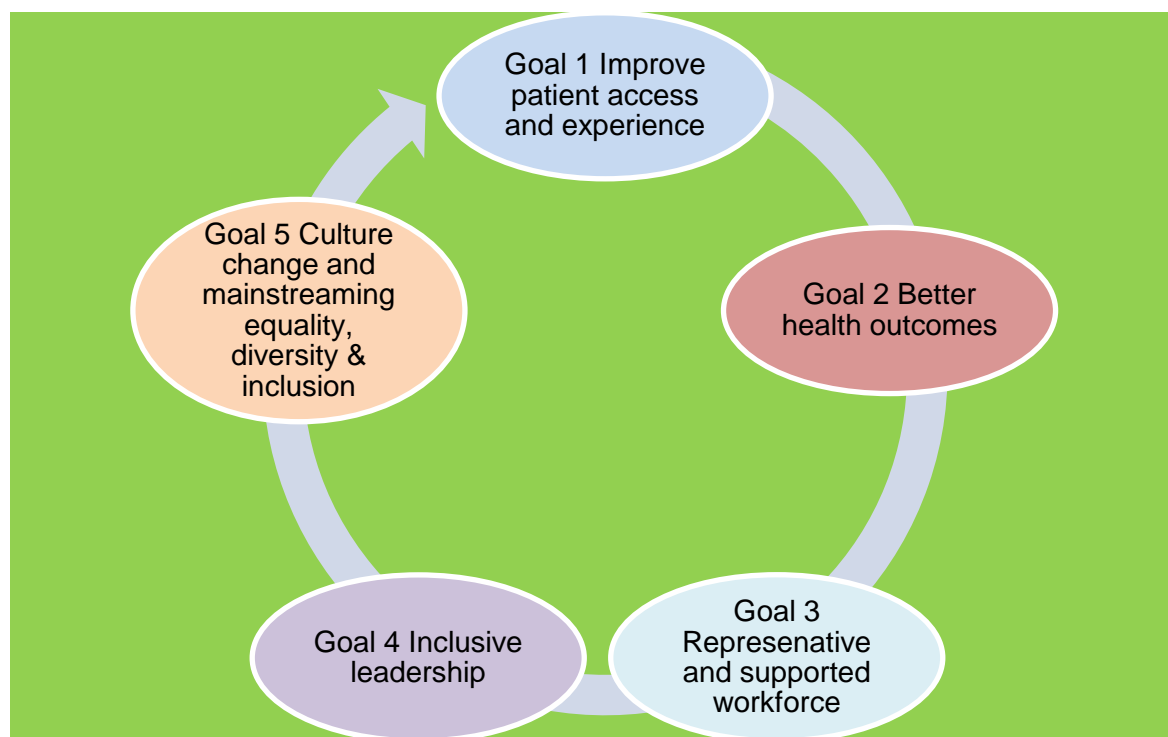 Goal 1 Improve
patient access
and experience
Goal 2 Better
health outcomes
Goal 3
Represenative
and supported
workforce
Goal 4 Inclusive
leadership
Goal 5 Culture
change and
mainstreaming
equality,
diversity &
inclusion